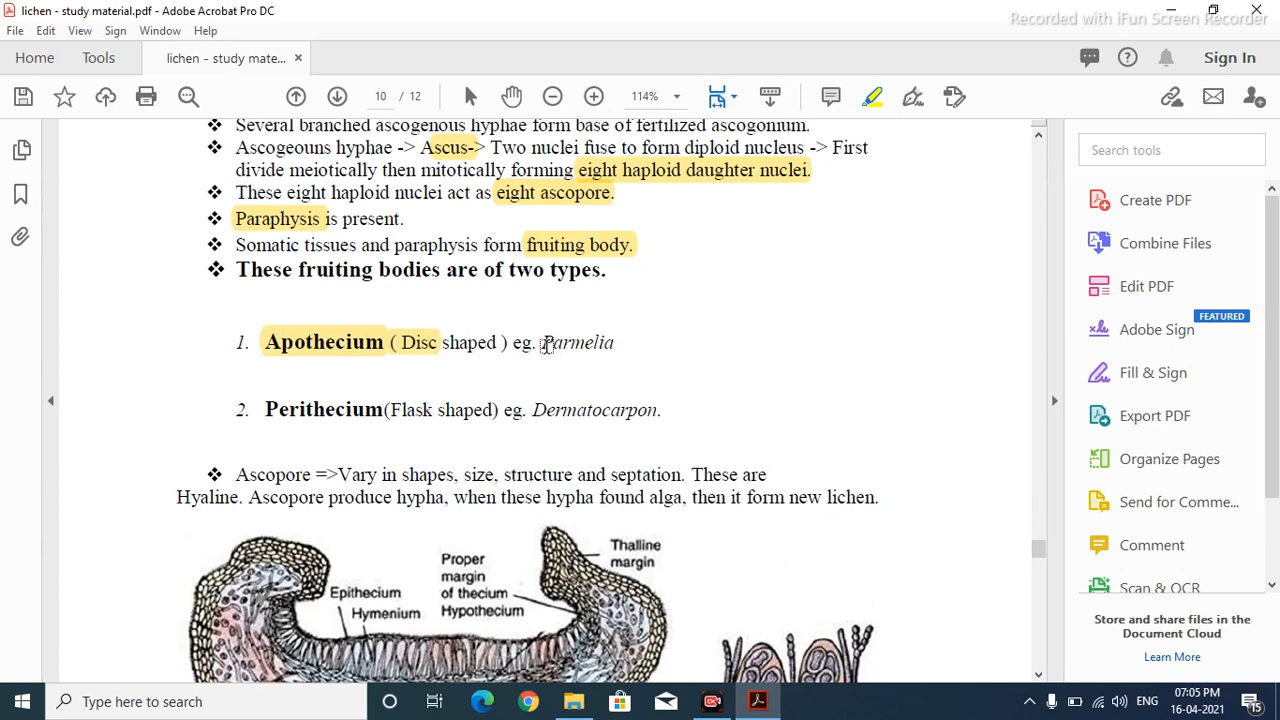 lichen - study material.pdf - Adobe Acrobat Pro DC
Recorded with iFun Screen Recorder
File Edit View Sign Window Help
Home Tools lichen - study mate... × Sign In
10 / 12 114%
Several branched ascogenous hyphae form base of fertilized ascogonium.
Ascogeouns hyphae -> Ascus-> Two nuclei fuse to form diploid nucleus -> First
divide meiotically then mitotically forming eight haploid daughter nuclei.
These eight haploid nuclei act as eight ascopore.
Paraphysis is present.
Somatic tissues and paraphysis form fruiting body.
These fruiting bodies are of two types.
1. Apothecium ( Disc shaped ) eg. Parmelia
2. Perithecium(Flask shaped) eg. Dermatocarpon.
Ascopore =>Vary in shapes, size, structure and septation. These are
Hyaline. Ascopore produce hypha, when these hypha found alga, then it form new lichen.
Epithecium
Hymenium
Proper
margin
of thecium
Hypothecium
Thalline
margin
Search tools
Create PDF
Combine Files
Edit PDF
FEATURED
Adobe Sign
Fill & Sign
Export PDF
Organize Pages
Send for Comme...
Comment
Scan & OCR
Store and share files in the
Document Cloud
Learn More
Type here to search
ENG
07:05 PM
16-04-2021
15